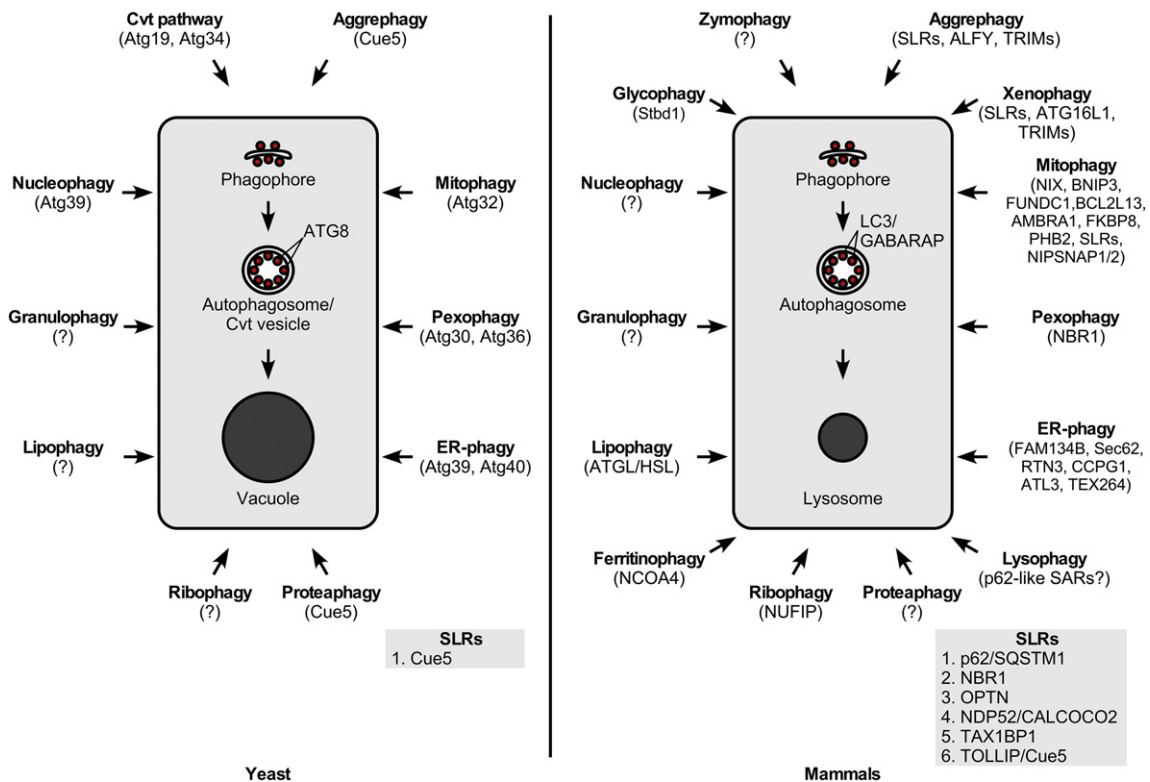 Cvt pathway
(Atg19, Atg34)
Aggrephagy
(Cue5)
Nucleophagy
(Atg39)
Phagophore
Mitophagy
(Atg32)
ATG8
Granulophagy
(?)
Autophagosome/
Cvt vesicle
Pexophagy
(Atg30, Atg36)
Lipophagy
(?)
Vacuole
ER-phagy
(Atg39, Atg40)
Ribophagy
(?)
Proteaphagy
(Cue5)
SLRs
1. Cue5
Yeast
Zymophagy
(?)
Aggrephagy
(SLRs, ALFY, TRIMs)
Glycophagy
(Stbd1)
Xenophagy
(SLRs, ATG16L1,
TRIMs)
Nucleophagy
(?)
Phagophore
Mitophagy
(NIX, BNIP3,
FUNDC1,BCL2L13,
AMBRA1, FKBP8,
PHB2, SLRs,
NIPSNAP1/2)
LC3/
GABARAP
Granulophagy
(?)
Autophagosome
Pexophagy
(NBR1)
Lipophagy
(ATGL/HSL)
Lysosome
ER-phagy
(FAM134B, Sec62,
RTN3, CCPG1,
ATL3, TEX264)
Ferritinophagy
(NCOA4)
Ribophagy
(NUFIP)
Proteaphagy
(?)
Lysophagy
(p62-like SARs?)
SLRs
1. p62/SQSTM1
2. NBR1
3. OPTN
4. NDP52/CALCOCO2
5. TAX1BP1
6. TOLLIP/Cue5
Mammals